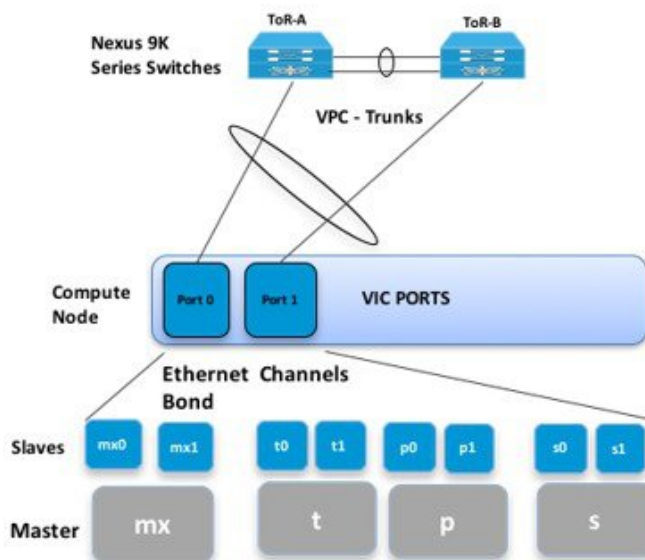 ToR-A
ToR-B
Nexus 9K
Series Switches
VPC - Trunks
Compute
Node
Port 0
Port 1
VIC PORTS
Ethernet Channels
Bond
Slaves
mx0
mx1
t0
t1
p0
p1
s0
s1
Master
mx
t
p
s